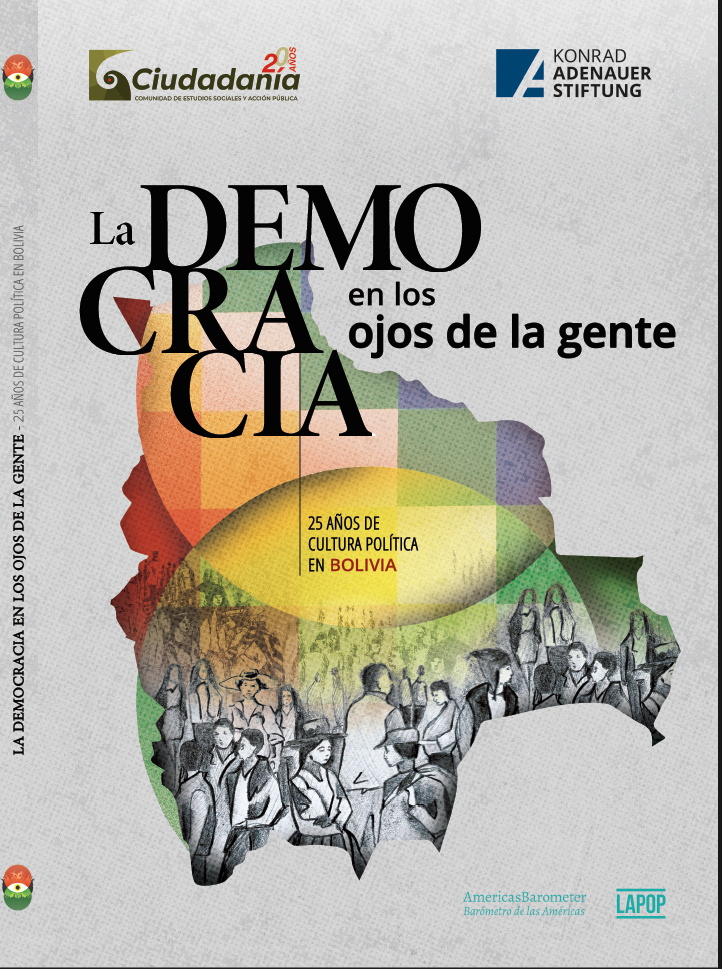 20 AÑOS
Ciudadanía
COMUNIDAD DE ESTUDIOS SOCIALES Y ACCIÓN PÚBLICA
KONRAD
ADENAUER
STIFTUNG
La DEMO
CRA
CIA
en los
ojos de la gente
25 AÑOS DE
CULTURA POLÍTICA
EN BOLIVIA
LA DEMOCRACIA EN LOS OJOS DE LA GENTE - 25 AÑOS DE CULTURA POLÍTICA EN BOLIVIA
AmericasBarometer
Barómetro de las Américas
LAPOP